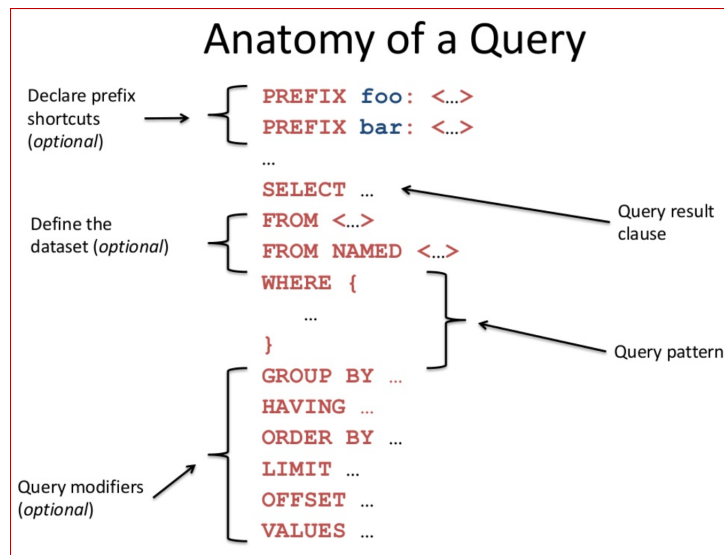 Anatomy of a Query
Declare prefix
shortcuts
(optional)
PREFIX foo: <…>
PREFIX bar: <…>
…
SELECT …
Query result
clause
Define the
dataset (optional)
FROM <…>
FROM NAMED <…>
WHERE {
…
}
Query pattern
GROUP BY …
HAVING …
ORDER BY …
LIMIT …
OFFSET …
VALUES …
Query modifiers
(optional)